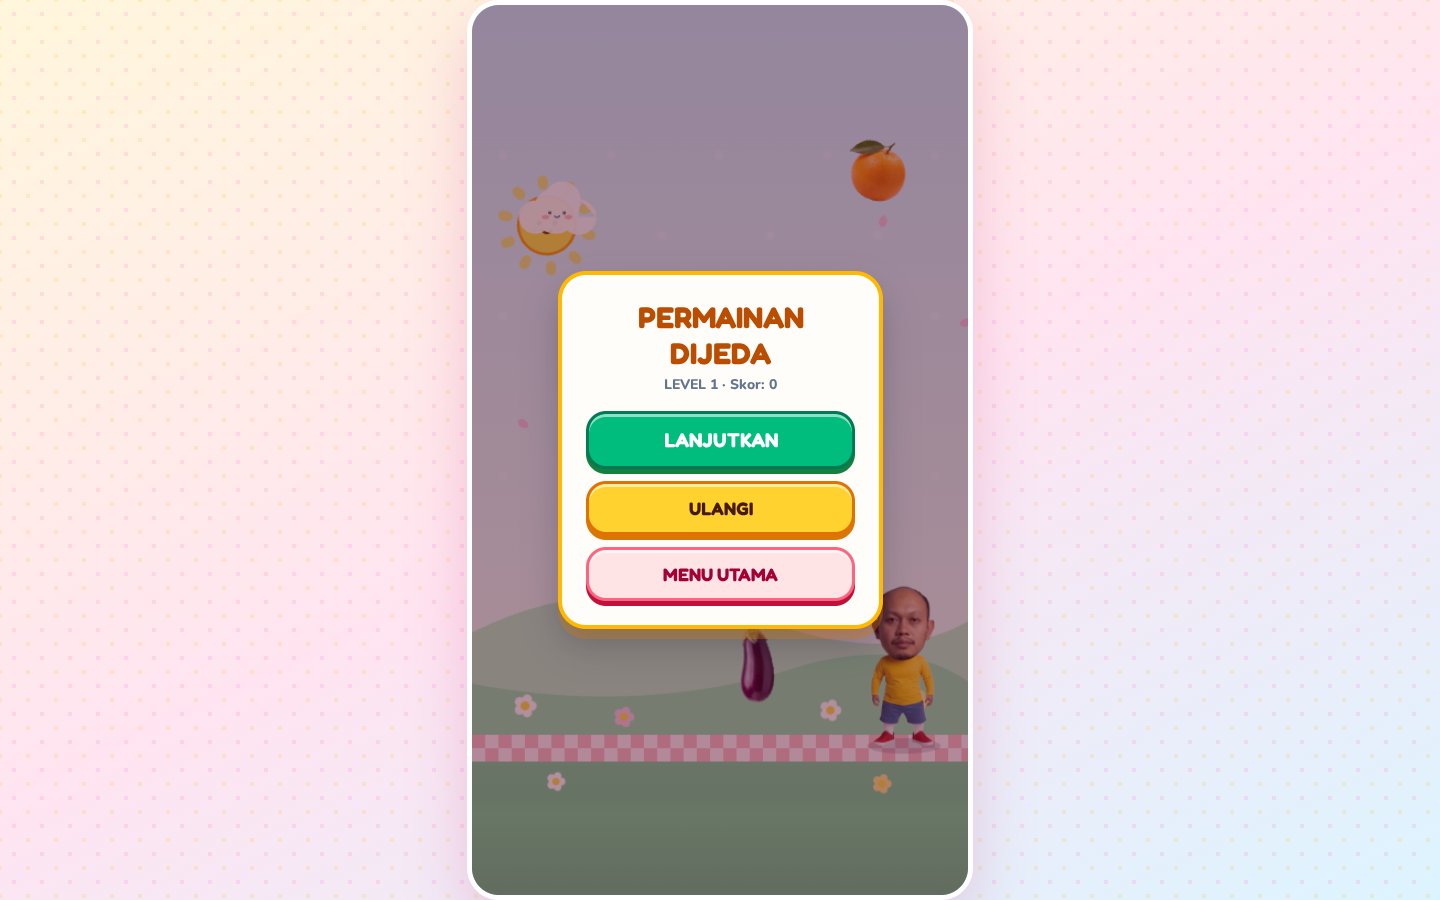 PERMAINAN
DIJEDA
LEVEL 1 · Skor: 0
LANJUTKAN
ULANGI
MENU UTAMA